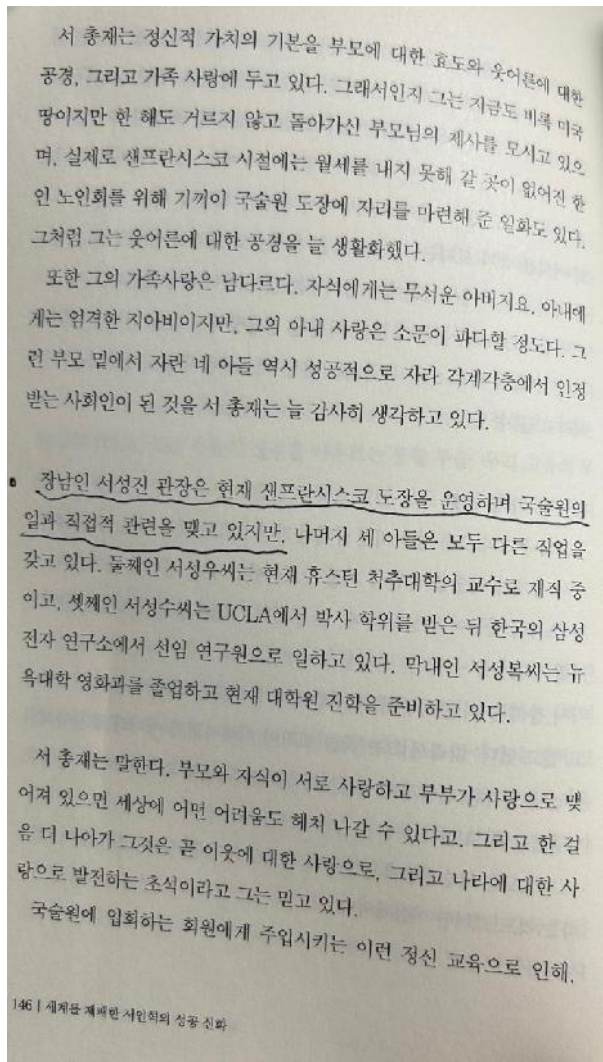 서 총재는 정신적 가치의 기본을 부모에 대한 효도와 웃어른에 대한
공경, 그리고 가족 사랑에 두고 있다. 그래서인지 그는 지금도 비록 미국
땅이지만 한 해도 거르지 않고 돌아가신 부모님의 제사를 모시고 있으
며, 실제로 샌프란시스코 시절에는 월세를 내지 못해 갈 곳이 없어진 한
인 노인회를 위해 기꺼이 국술원 도장에 자리를 마련해 준 일화도 있다.
그처럼 그는 웃어른에 대한 공경을 늘 생활화했다.
또한 그의 가족사랑은 남다르다. 자식에게는 무서운 아버지요, 아내에
게는 엄격한 지아비이지만, 그의 아내 사랑은 소문이 파다할 정도다. 그
런 부모 밑에서 자란 네 아들 역시 성공적으로 자라 각계각층에서 인정
받는 사회인이 된 것을 서 총재는 늘 감사히 생각하고 있다.
장남인 서성진 관장은 현재 샌프란시스코 도장을 운영하며 국술원의
일과 직접적 관련을 맺고 있지만, 나머지 세 아들은 모두 다른 직업을
갖고 있다. 둘째인 서성우씨는 현재 휴스턴 척추대학의 교수로 재직 중
이고, 셋째인 서성수씨는 UCLA에서 박사 학위를 받은 뒤 한국의 삼성
전자 연구소에서 선임 연구원으로 일하고 있다. 막내인 서성복씨는 뉴
욕대학 영화과를 졸업하고 현재 대학원 진학을 준비하고 있다.
서 총재는 말한다. 부모와 자식이 서로 사랑하고 부부가 사랑으로 맺
어져 있으면 세상에 어떤 어려움도 헤쳐 나갈 수 있다고. 그리고 한 걸
음 더 나아가 그것은 곧 이웃에 대한 사랑으로, 그리고 나라에 대한 사
랑으로 발전하는 초석이라고 그는 믿고 있다.
국술원에 입회하는 회원에게 주입시키는 이런 정신 교육으로 인해,
146 | 세계를 제패한 서인혁의 성공 신화